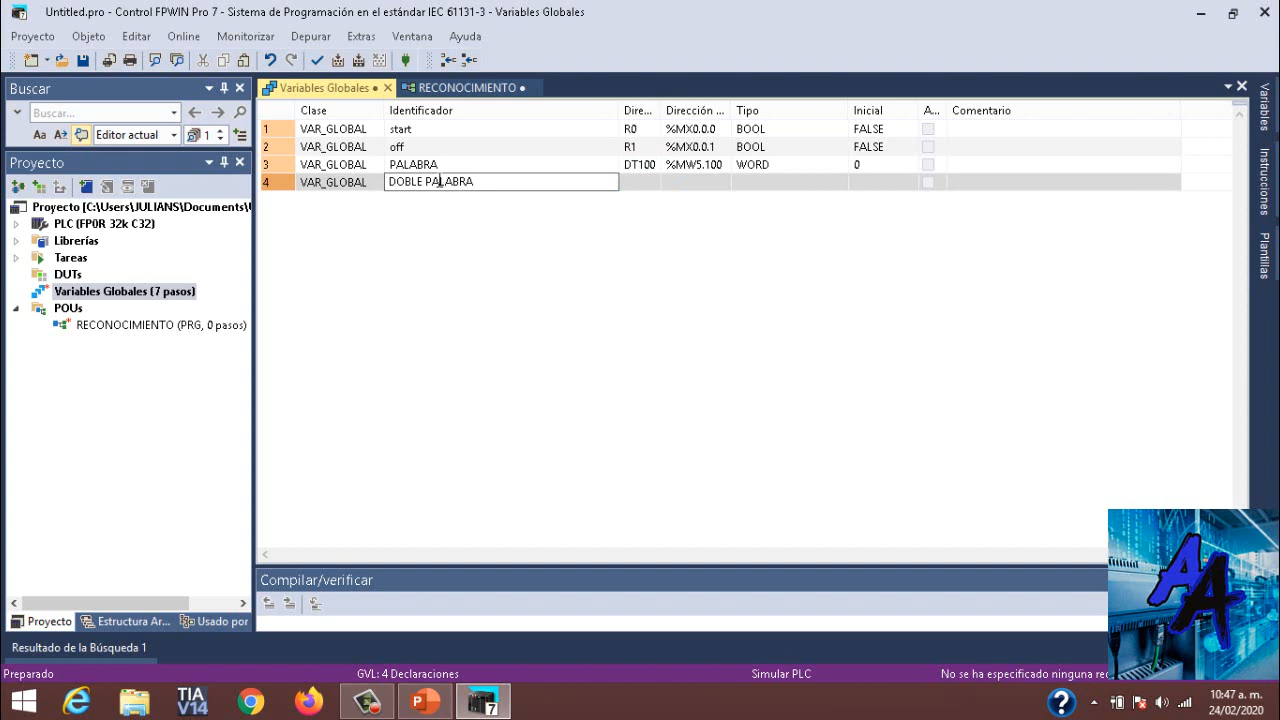 Untitled.pro - Control FPWIN Pro 7 - Sistema de Programación en el estándar IEC 61131-3 - Variables Globales
Proyecto Objeto Editar Online Monitorizar Depurar Extras Ventana Ayuda
Buscar
Buscar...
Aa A² Editor actual 1
Proyecto
Proyecto [C:\Users\JULIANS\Documents\
PLC (FP0R 32k C32)
Librerías
Tareas
DUTs
Variables Globales (7 pasos)
POUs
RECONOCIMIENTO (PRG, 0 pasos)
Proyecto Estructura Ar... Usado por
Variables Globales RECONOCIMIENTO
Clase Identificador Dire... Dirección ... Tipo Inicial A... Comentario
1 VAR_GLOBAL start R0 %MX0.0.0 BOOL FALSE
2 VAR_GLOBAL off R1 %MX0.0.1 BOOL FALSE
3 VAR_GLOBAL PALABRA DT100 %MW5.100 WORD 0
4 VAR_GLOBAL DOBLE PALABRA
Variables
Instrucciones
Plantillas
Compilar/verificar
AA
Resultado de la Búsqueda 1
Preparado GVL: 4 Declaraciones Simular PLC No se ha especificado ninguna
TIA V14
7
10:47 a. m.
24/02/2020